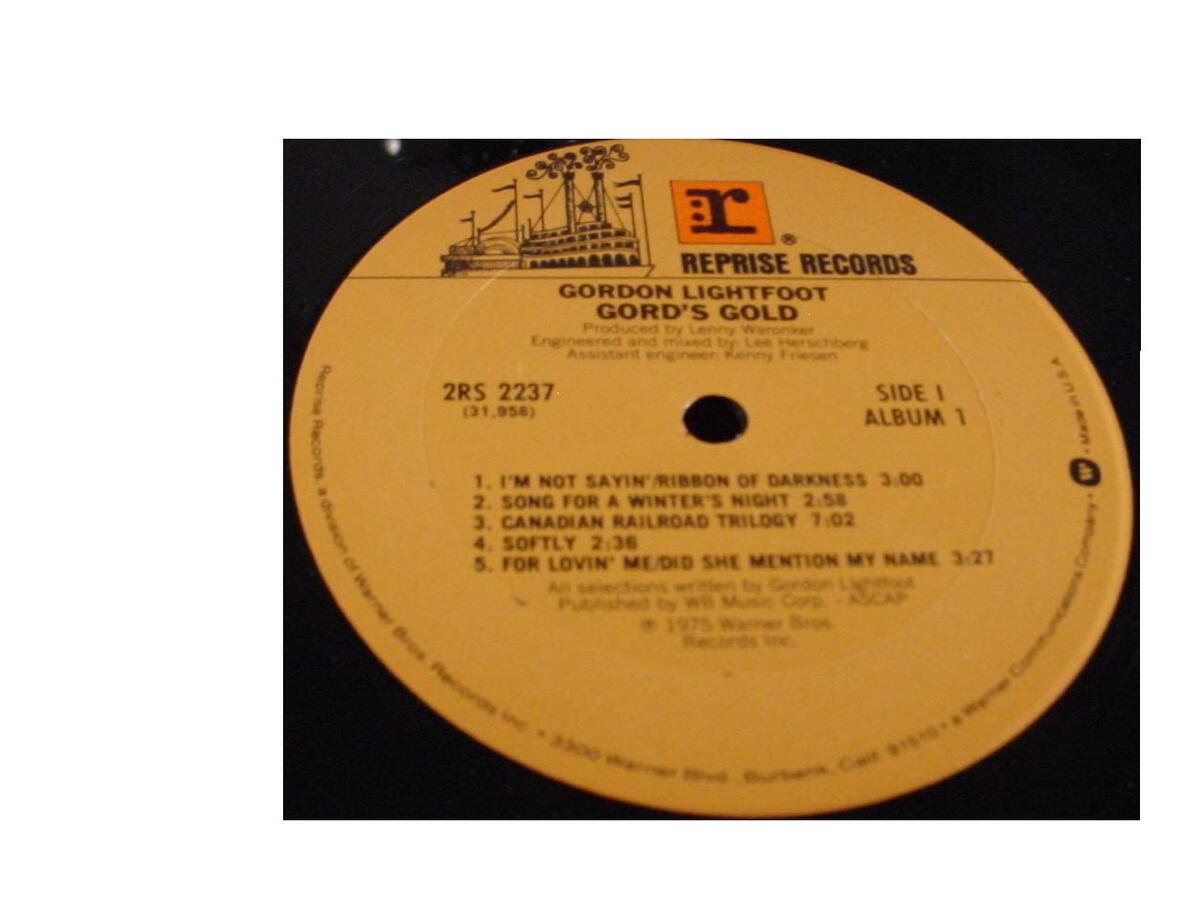 r
®
REPRISE RECORDS
GORDON LIGHTFOOT
GORD'S GOLD
Produced by Lenny Waronker
Engineered and mixed by: Lee Herschberg
Assistant engineer: Kenny Friesen
2RS 2237
(31,958)
SIDE 1
ALBUM 1
1. I'M NOT SAYIN'/RIBBON OF DARKNESS 3:00
2. SONG FOR A WINTER'S NIGHT 2:58
3. CANADIAN RAILROAD TRILOGY 7:02
4. SOFTLY 2:36
5. FOR LOVIN' ME/DID SHE MENTION MY NAME 3:27
All selections written by Gordon Lightfoot
Published by WB Music Corp. - ASCAP
℗ 1975 Warner Bros.
Records Inc.
Reprise Records, a division of Warner Bros. Records Inc. • 3300 Warner Blvd. Burbank, Calif. 91510 • a Warner Communications Company • W • Made in U.S.A.